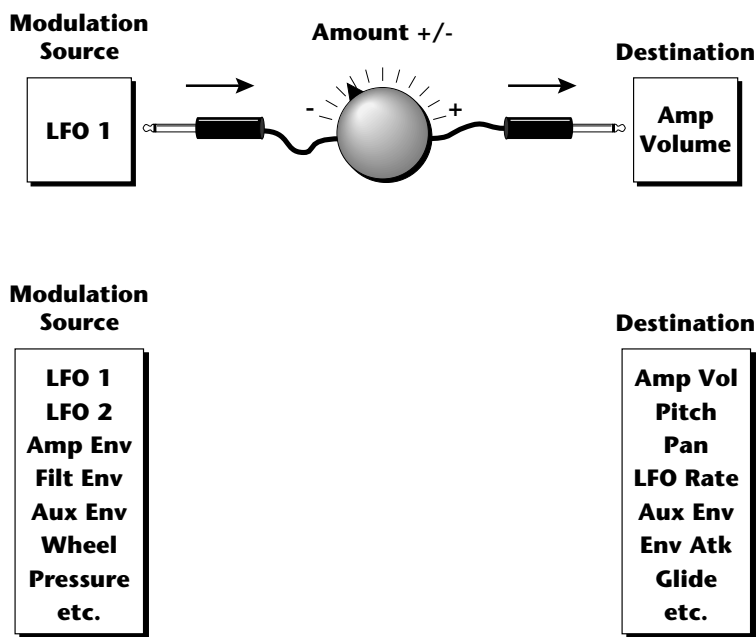 Modulation
Source
Amount +/-
Destination
LFO 1
-
+
Amp
Volume
Modulation
Source
Destination
LFO 1
LFO 2
Amp Env
Filt Env
Aux Env
Wheel
Pressure
etc.
Amp Vol
Pitch
Pan
LFO Rate
Aux Env
Env Atk
Glide
etc.